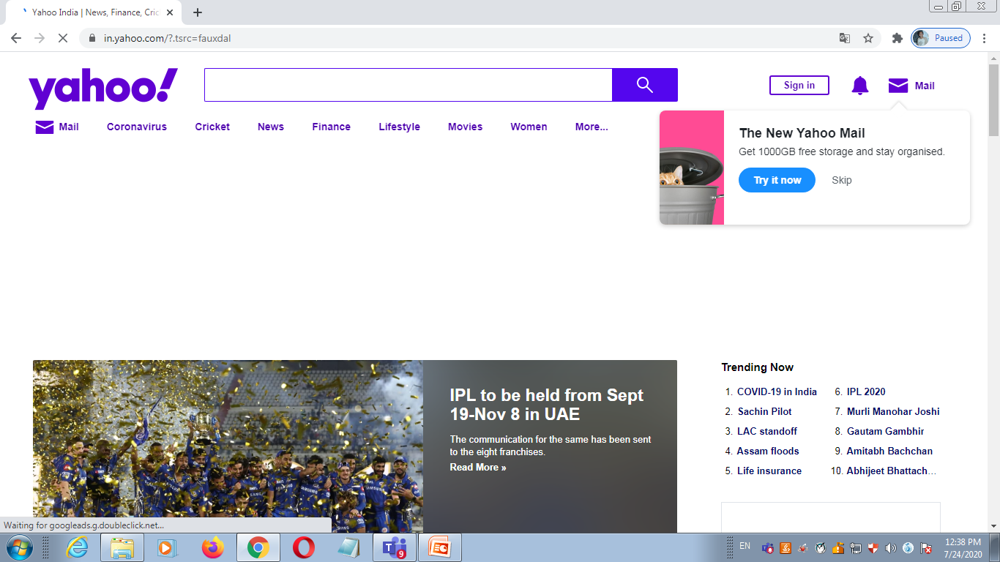 Yahoo India | News, Finance, Cric
in.yahoo.com/?.tsrc=fauxdal
Paused
yahoo!
Sign in
Mail
Mail
Coronavirus
Cricket
News
Finance
Lifestyle
Movies
Women
More...
The New Yahoo Mail
Get 1000GB free storage and stay organised.
Try it now
Skip
IPL to be held from Sept
19-Nov 8 in UAE
The communication for the same has been sent
to the eight franchises.
Read More »
SAMSUNG
SAMSUNG
Trending Now
1. COVID-19 in India
2. Sachin Pilot
3. LAC standoff
4. Assam floods
5. Life insurance
6. IPL 2020
7. Murli Manohar Joshi
8. Gautam Gambhir
9. Amitabh Bachchan
10. Abhijeet Bhattach...
Waiting for googleads.g.doubleclick.net...
9
EN
12:38 PM
7/24/2020